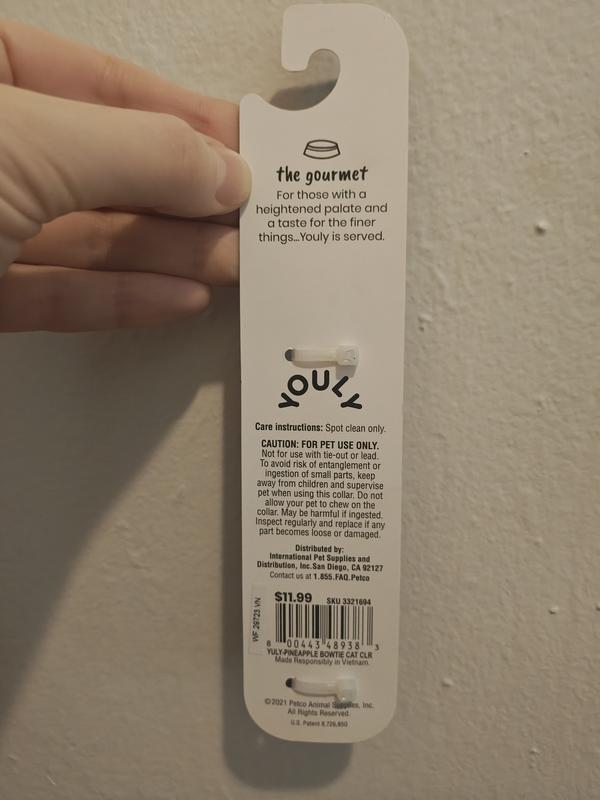 the gourmet
For those with a
heightened palate and
a taste for the finer
things...Youly is served.
YOULY
Care instructions: Spot clean only.
CAUTION: FOR PET USE ONLY.
Not for use with tie-out or lead.
To avoid risk of entanglement or
ingestion of small parts, keep
away from children and supervise
pet when using this collar. Do not
allow your pet to chew on the
collar. May be harmful if ingested.
Inspect regularly and replace if any
part becomes loose or damaged.
Distributed by:
International Pet Supplies and
Distribution, Inc.San Diego, CA 92127
Contact us at 1.855.FAQ.Petco
$11.99 SKU 3321694
WF 29723 VN
8 00443 48938 3
YULY-PINEAPPLE BOWTIE CAT CLR
Made Responsibly in Vietnam.
©2021 Petco Animal Supplies, Inc.
All Rights Reserved.
U.S. Patent 8,726,850